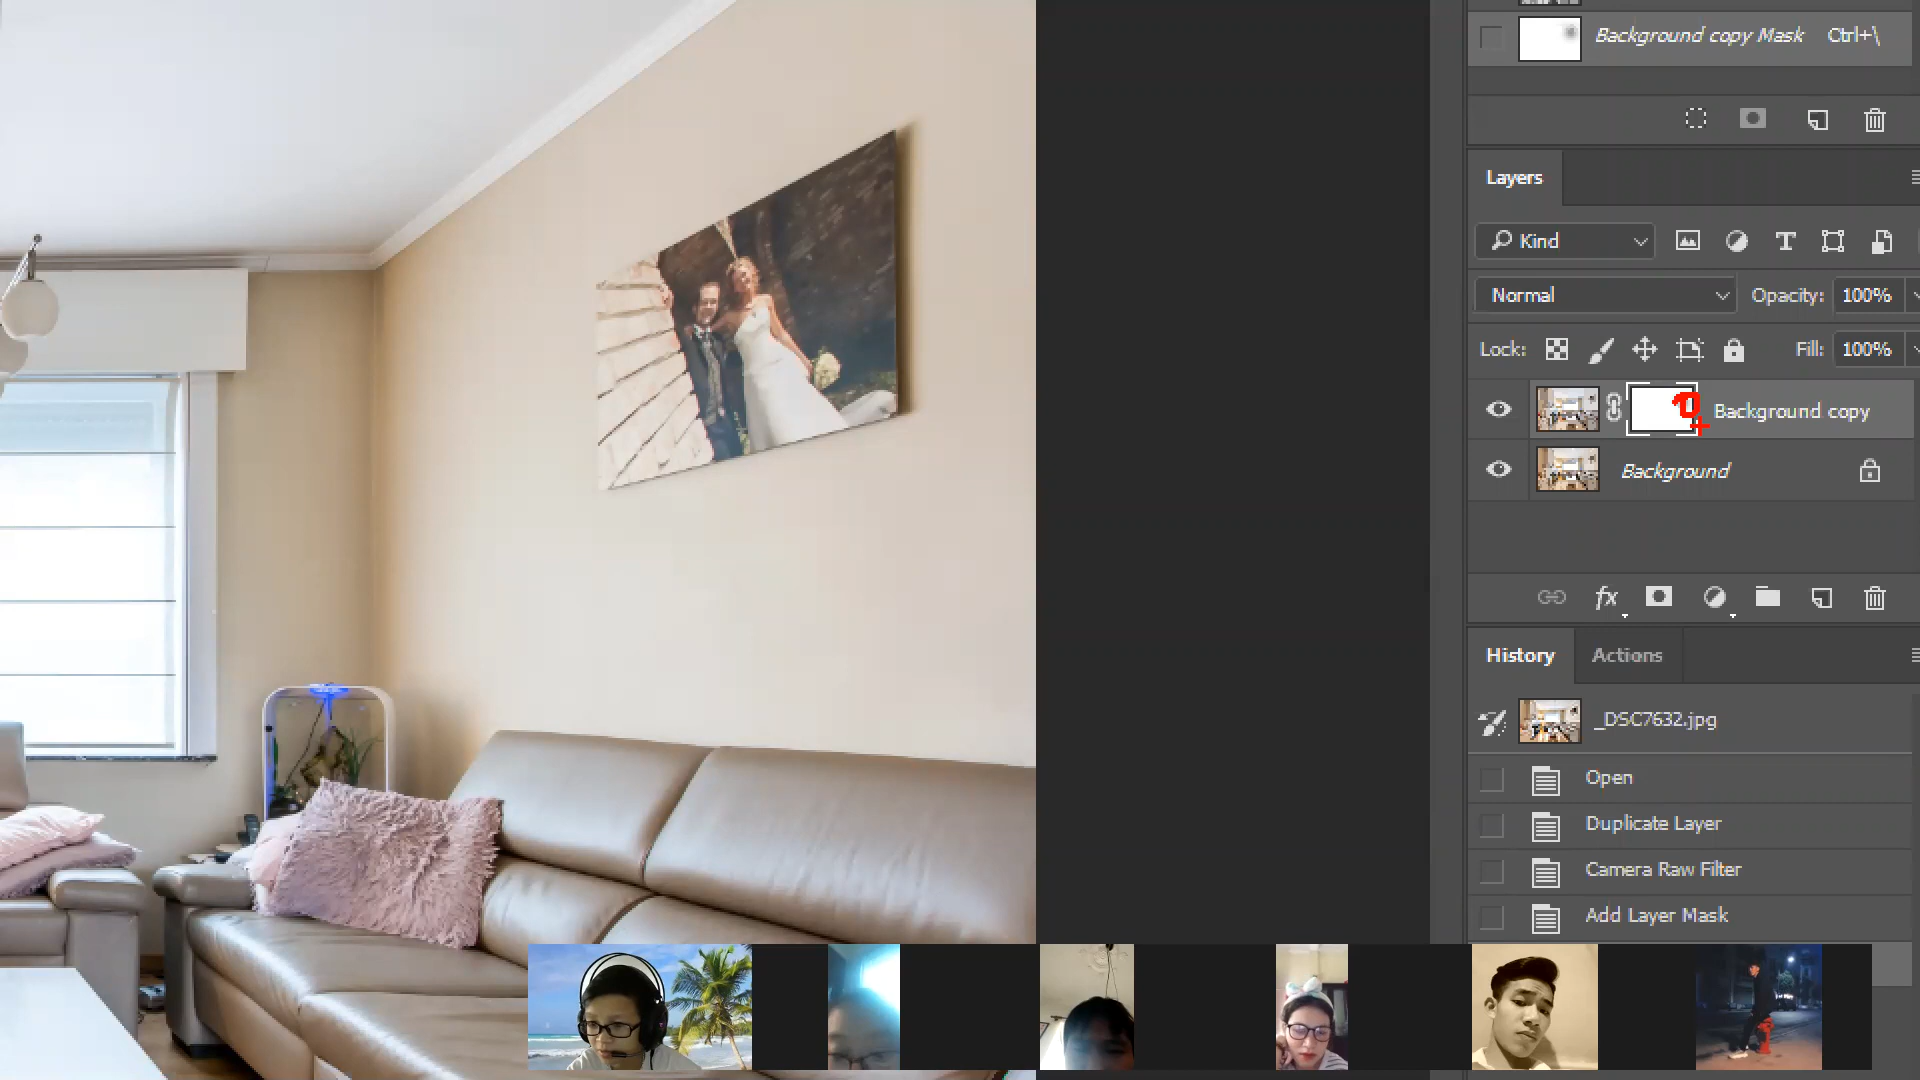 Background copy Mask Ctrl+\
Layers
Kind
Normal Opacity: 100%
Lock: Fill: 100%
Background copy
Background
fx
History Actions
_DSC7632.jpg
Open
Duplicate Layer
Camera Raw Filter
Add Layer Mask